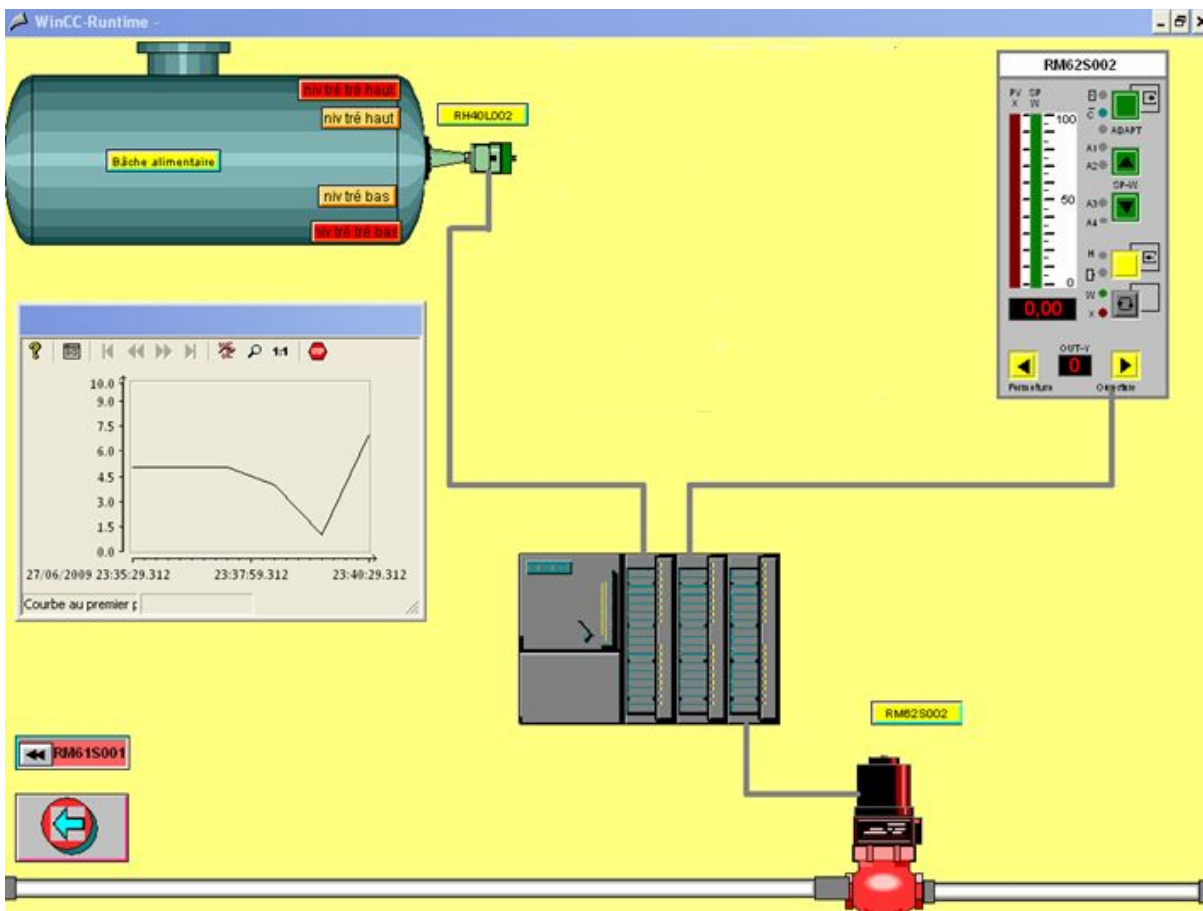 WinCC-Runtime -
niv tré tré haut
niv tré haut
Bâche alimentaire
niv tré bas
niv tré tré bas
RH40L002
RM62S002
PV SP
X W
100
50
0
C
ADAPT
A1
A2
SP-W
A3
A4
H
W
X
0,00
OUT-Y
0
Fermeture
Ouverture
1:1
STOP
10.0
9.0
7.5
6.0
4.5
3.0
1.5
0.0
27/06/2009 23:35:29.312 23:37:59.312 23:40:29.312
Courbe au premier p
RM62S002
RM61S001